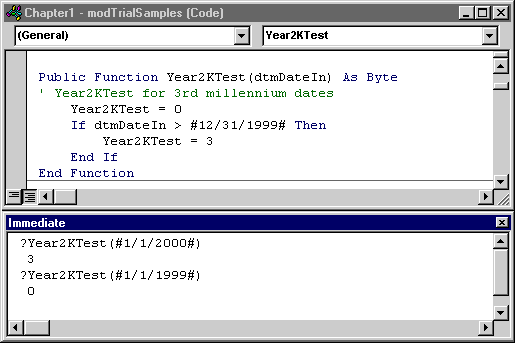 Chapter1 - modTrialSamples (Code)
(General) Year2KTest
Public Function Year2KTest(dtmDateIn) As Byte
' Year2KTest for 3rd millennium dates
Year2KTest = 0
If dtmDateIn > #12/31/1999# Then
Year2KTest = 3
End If
End Function
Immediate
?Year2KTest(#1/1/2000#)
3
?Year2KTest(#1/1/1999#)
0